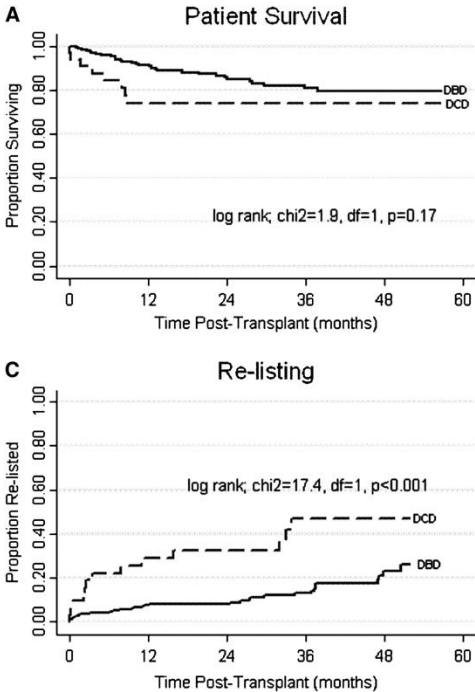 A
Patient Survival
Proportion Surviving
1.00
0.80
0.60
0.40
0.20
0.00
DBD
DCD
log rank; chi2=1.9, df=1, p=0.17
0 12 24 36 48 60
Time Post-Transplant (months)
C
Re-listing
Proportion Re-listed
1.00
0.80
0.60
0.40
0.20
0.00
log rank; chi2=17.4, df=1, p<0.001
DCD
DBD
0 12 24 36 48 60
Time Post-Transplant (months)